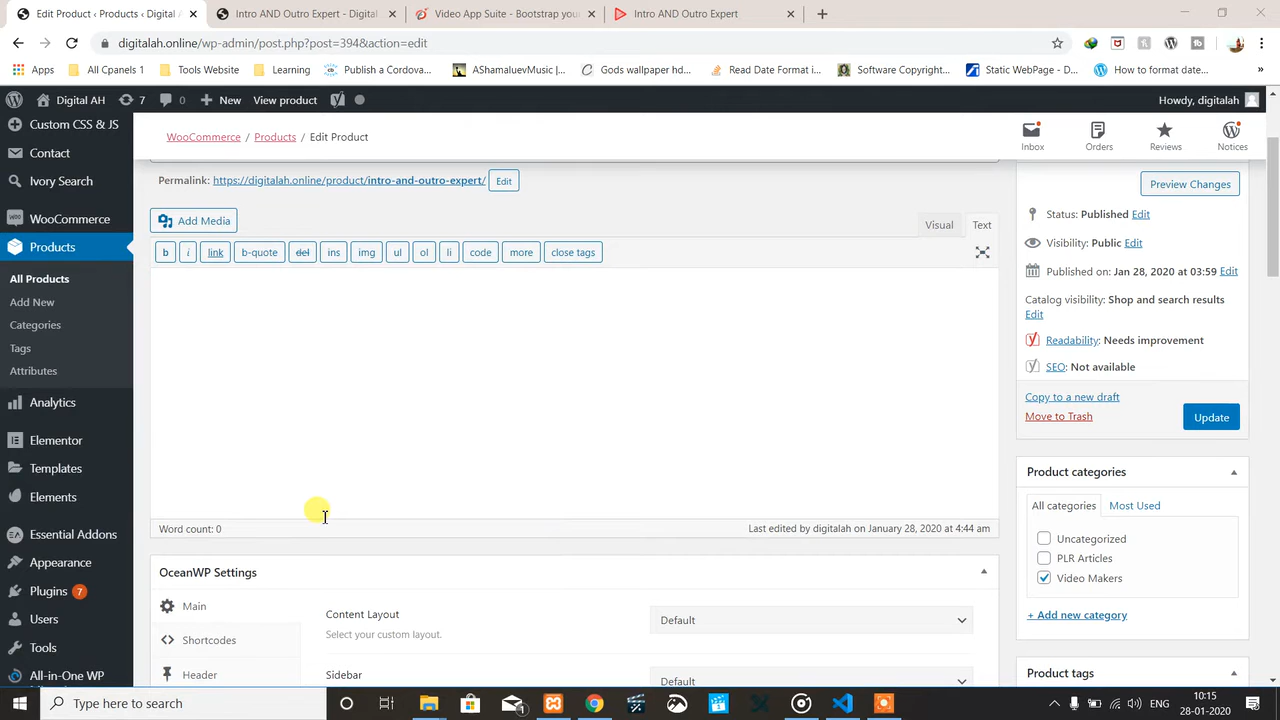 Edit Product ‹ Products ‹ Digital A
Intro AND Outro Expert - Digital
Video App Suite - Bootstrap your
Intro AND Outro Expert
digitalah.online/wp-admin/post.php?post=394&action=edit
Apps
All Cpanels 1
Tools Website
Learning
Publish a Cordova...
AShamaluevMusic |...
Gods wallpaper hd...
Read Date Format i...
Software Copyright...
Static WebPage - D...
How to format date...
»
Digital AH
7
0
New
View product
Howdy, digitalah
Custom CSS & JS
Contact
Ivory Search
WooCommerce
Products
All Products
Add New
Categories
Tags
Attributes
Analytics
Elementor
Templates
Elements
Essential Addons
Appearance
Plugins 7
Users
Tools
All-in-One WP
WooCommerce / Products / Edit Product
Inbox
Orders
Reviews
Notices
Permalink: https://digitalah.online/product/intro-and-outro-expert/ Edit
Add Media
Visual
Text
b
i
link
b-quote
del
ins
img
ul
ol
li
code
more
close tags
Word count: 0
Last edited by digitalah on January 28, 2020 at 4:44 am
OceanWP Settings
Main
Shortcodes
Header
Content Layout
Select your custom layout.
Default
Sidebar
Default
Preview Changes
Status: Published Edit
Visibility: Public Edit
Published on: Jan 28, 2020 at 03:59 Edit
Catalog visibility: Shop and search results
Edit
Readability: Needs improvement
SEO: Not available
Copy to a new draft
Move to Trash
Update
Product categories
All categories
Most Used
Uncategorized
PLR Articles
Video Makers
+ Add new category
Product tags
Type here to search
1
ENG
10:15
28-01-2020